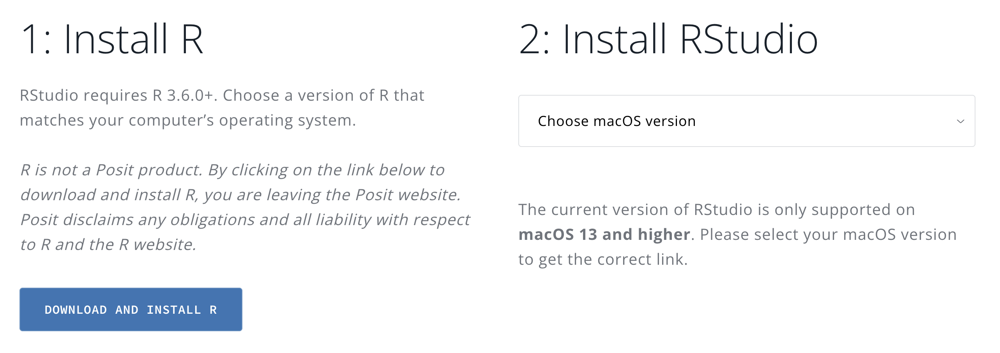 1: Install R
RStudio requires R 3.6.0+. Choose a version of R that
matches your computer’s operating system.
R is not a Posit product. By clicking on the link below to
download and install R, you are leaving the Posit website.
Posit disclaims any obligations and all liability with respect
to R and the R website.
DOWNLOAD AND INSTALL R
2: Install RStudio
Choose macOS version
The current version of RStudio is only supported on
macOS 13 and higher. Please select your macOS version
to get the correct link.